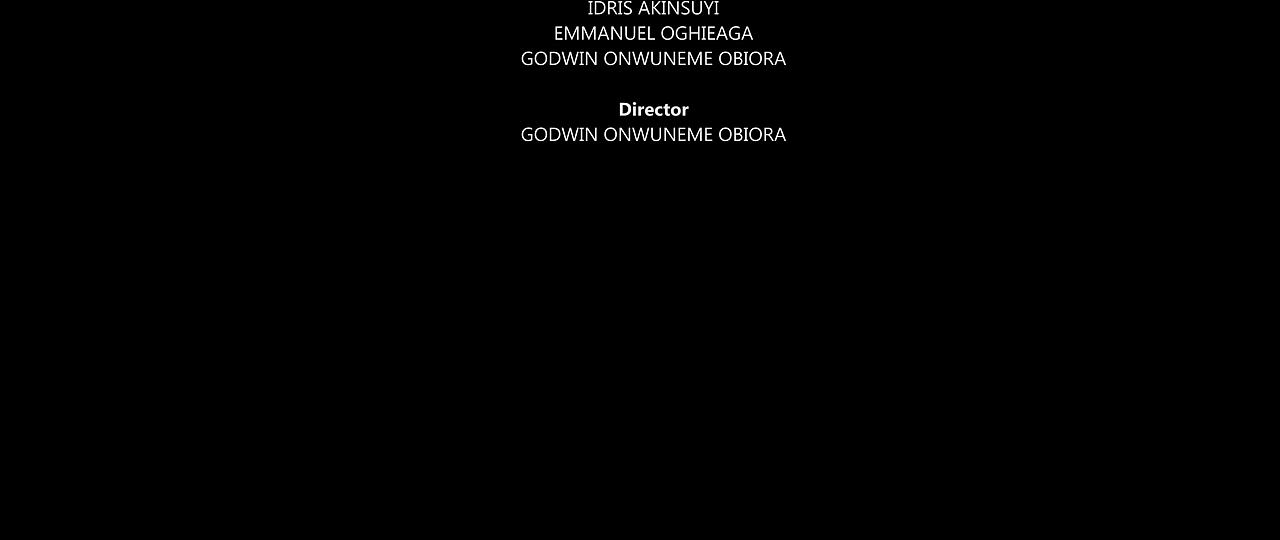 IDRIS AKINSUYI
EMMANUEL OGHIEAGA
GODWIN ONWUNEME OBIORA
Director
GODWIN ONWUNEME OBIORA